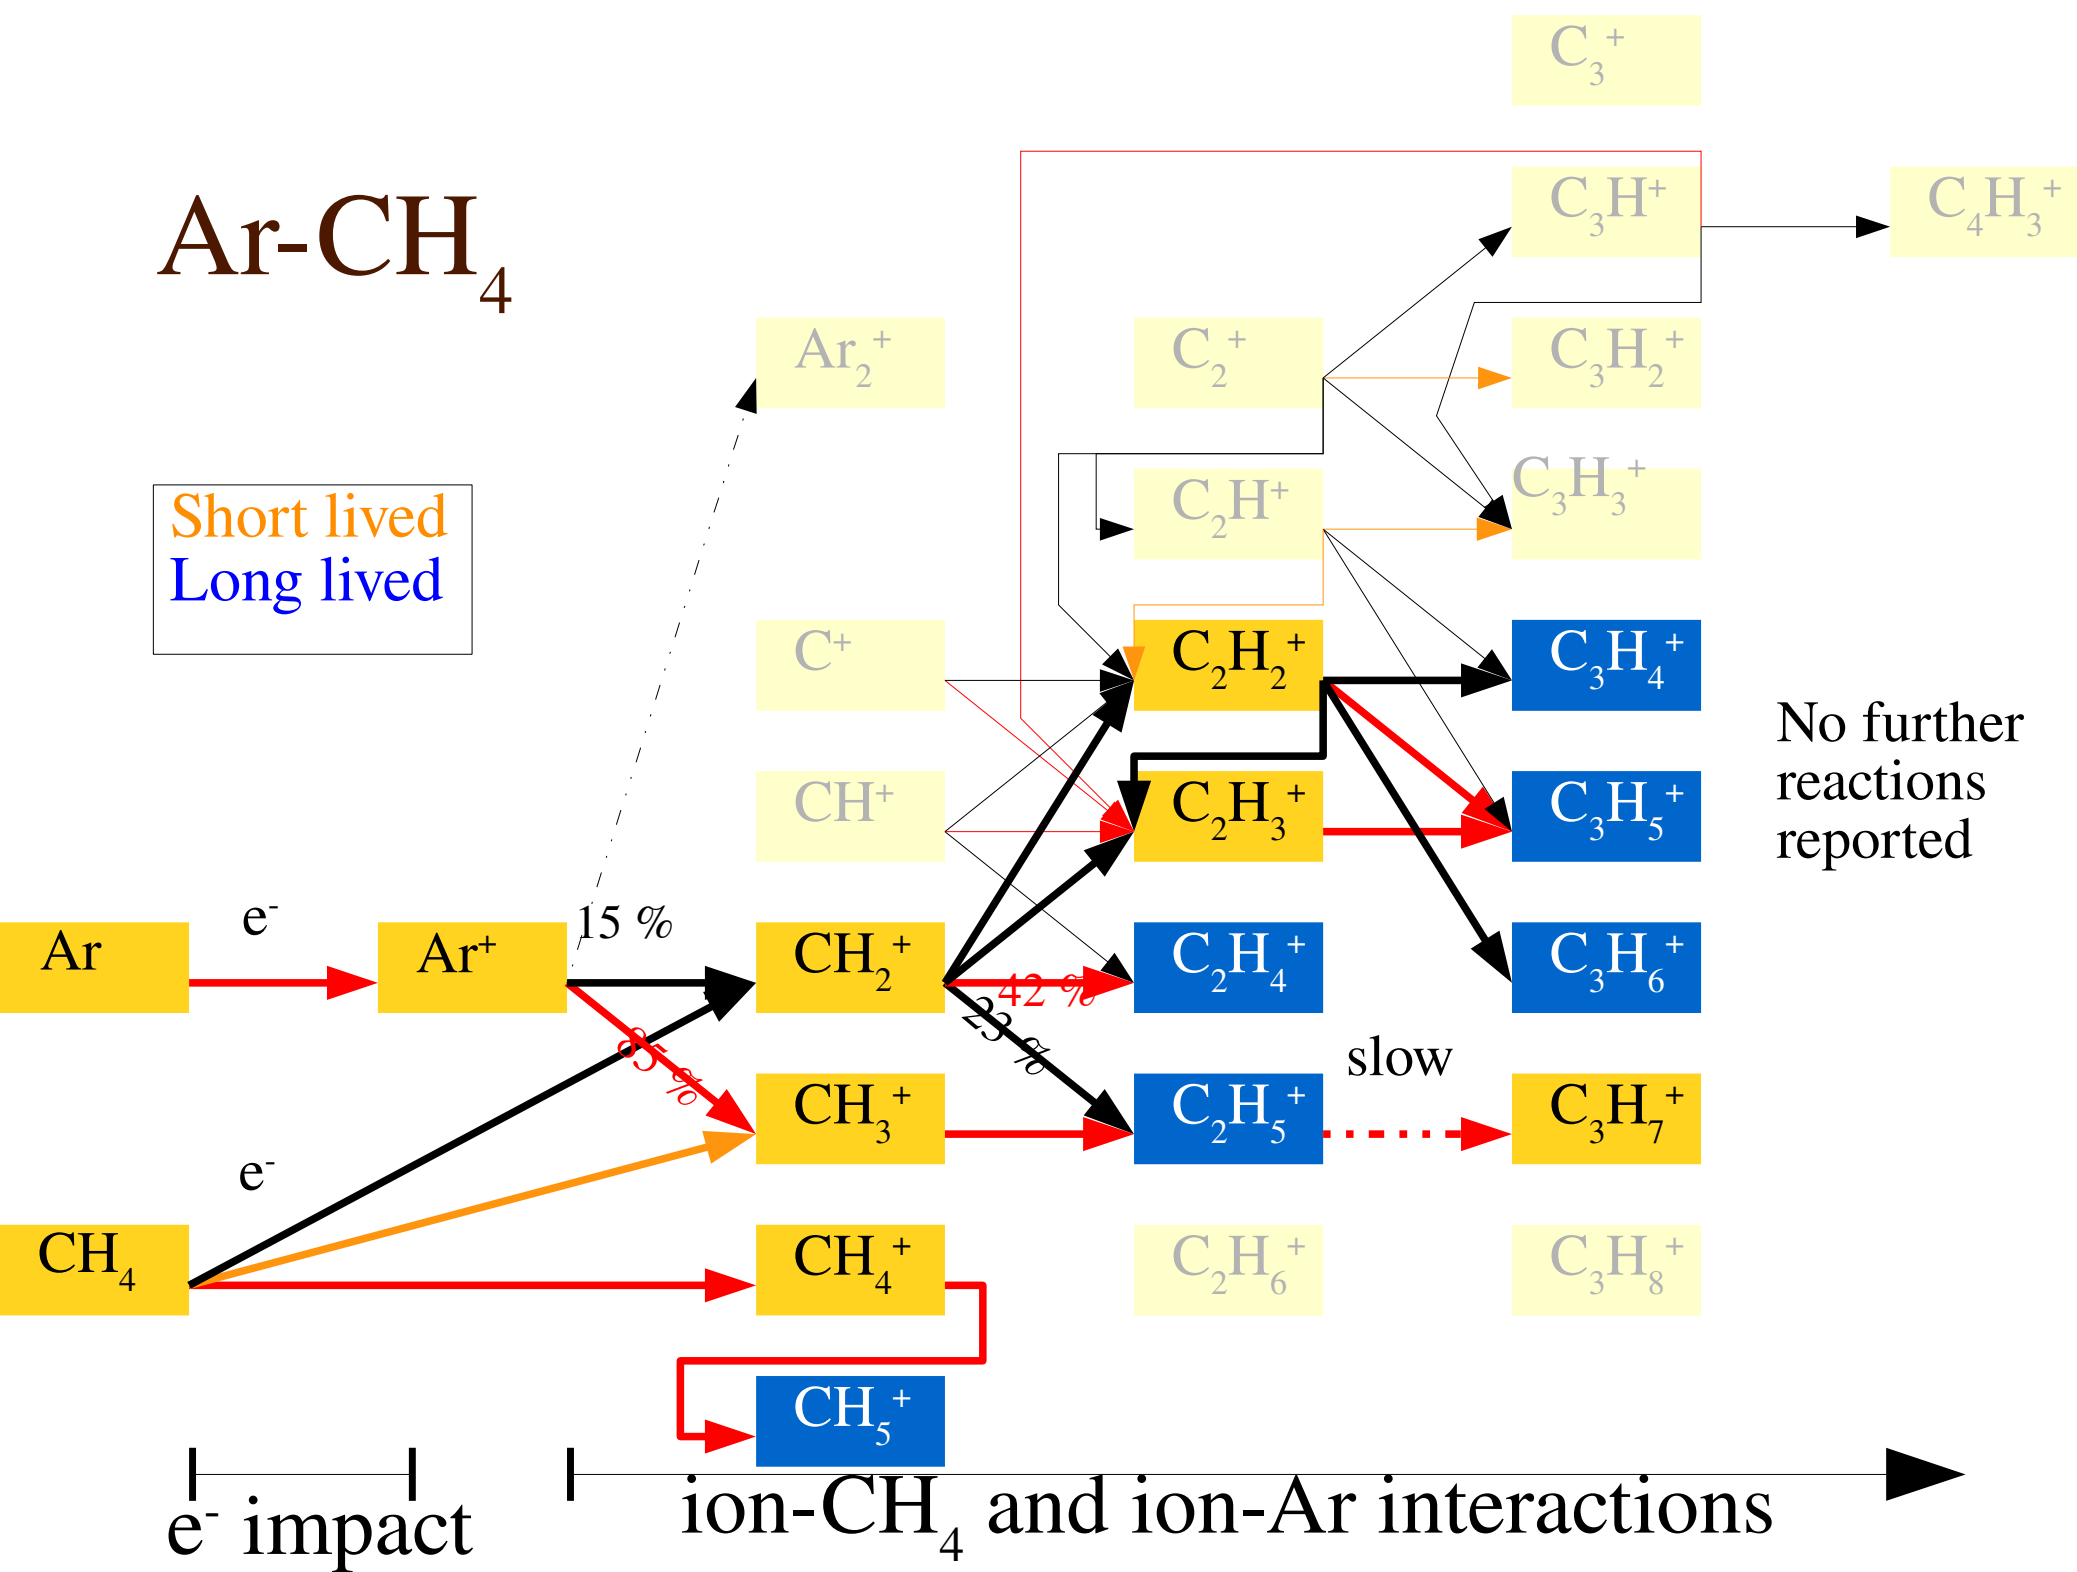 C₃⁺
C₃H⁺
C₄H₃⁺
Ar-CH₄
Ar₂⁺
C₂⁺
C₃H₂⁺
Short lived
Long lived
C₂H⁺
C₃H₃⁺
C⁺
C₂H₂⁺
C₃H₄⁺
No further
reactions
reported
CH⁺
C₂H₃⁺
C₃H₅⁺
Ar
e⁻
Ar⁺
15 %
CH₂⁺
42 %
23 %
C₂H₄⁺
C₃H₆⁺
85 %
slow
CH₃⁺
C₂H₅⁺
C₃H₇⁺
e⁻
CH₄
CH₄⁺
C₂H₆⁺
C₃H₈⁺
CH₅⁺
e⁻ impact
ion-CH₄ and ion-Ar interactions